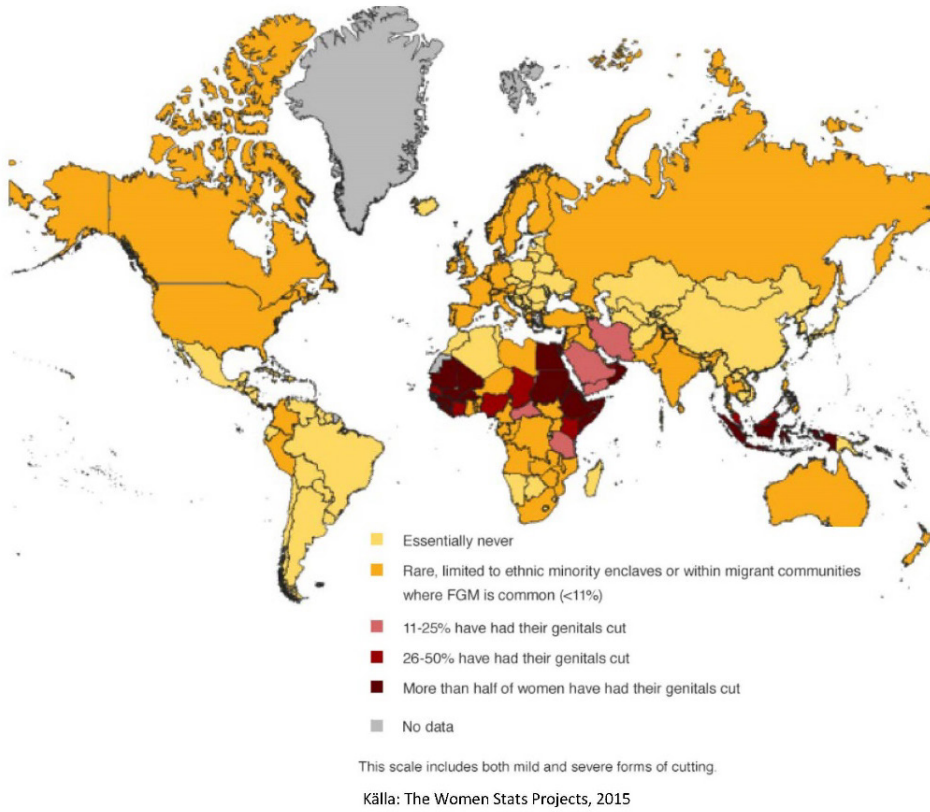 Essentially never
Rare, limited to ethnic minority enclaves or within migrant communities
where FGM is common (<11%)
11-25% have had their genitals cut
26-50% have had their genitals cut
More than half of women have had their genitals cut
No data
This scale includes both mild and severe forms of cutting.
Källa: The Women Stats Projects, 2015